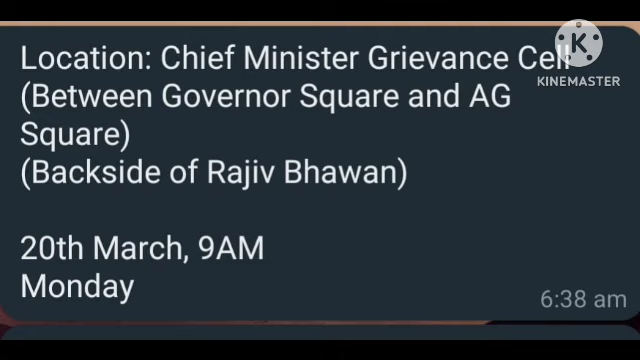 Location: Chief Minister Grievance Cell
(Between Governor Square and AG
Square)
(Backside of Rajiv Bhawan)
20th March, 9AM
Monday
6:38 am
K
KINEMASTER